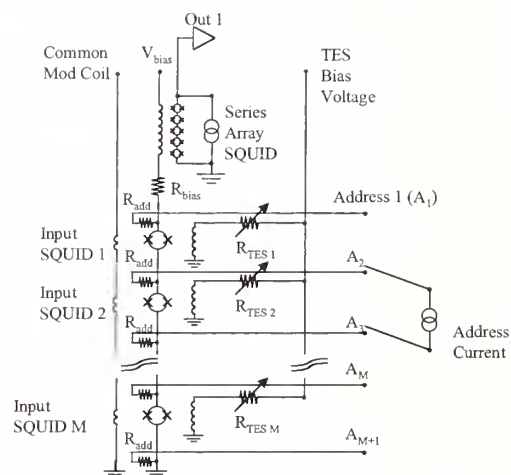 Out 1
Common
Mod Coil
V_bias
TES
Bias
Voltage
Series
Array
SQUID
R_bias
R_add
Address 1 (A_1)
Input
SQUID 1
R_TES 1
R_add
A_2
Input
SQUID 2
R_TES 2
R_add
A_3
Address
Current
A_M
R_add
Input
SQUID M
R_TES M
R_add
A_M+1